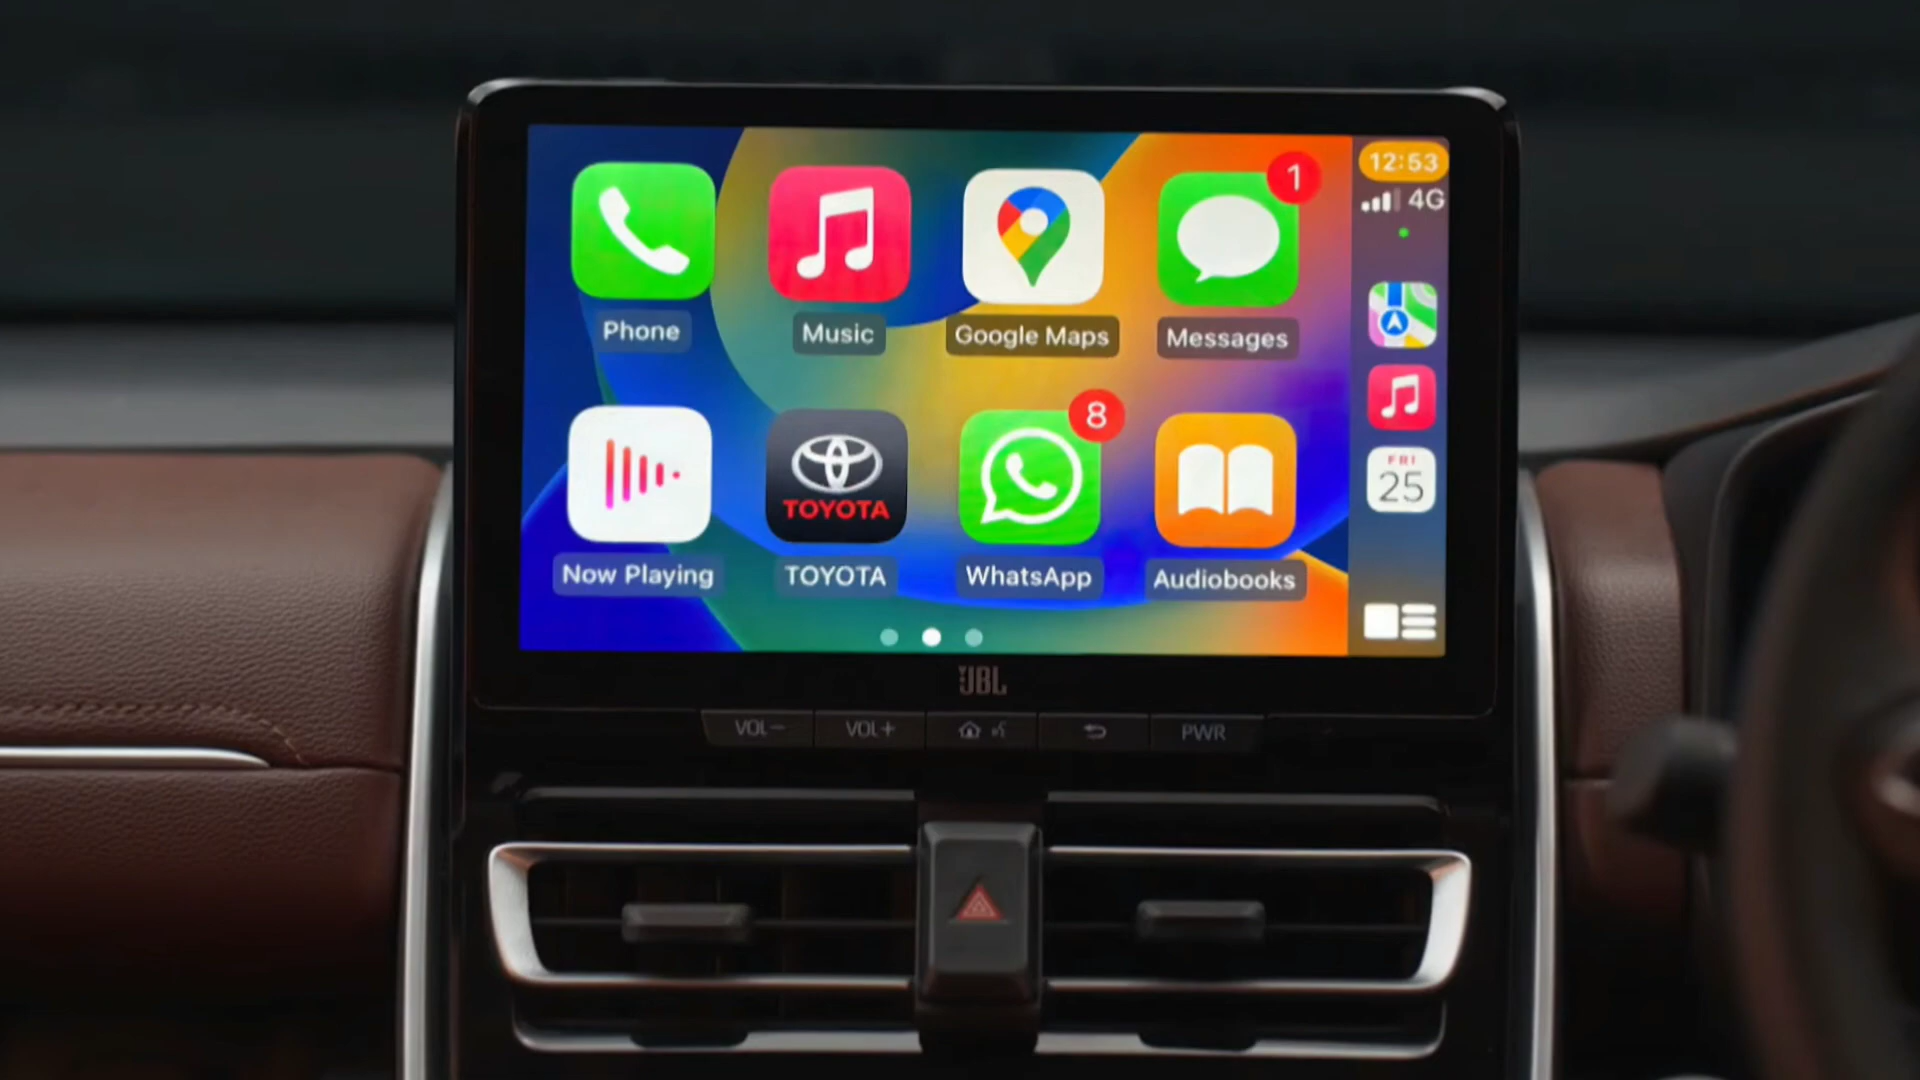 12:53
4G
1
Phone
Music
Google Maps
Messages
8
TOYOTA
FRI
25
Now Playing
TOYOTA
WhatsApp
Audiobooks
JBL
VOL−
VOL+
PWR